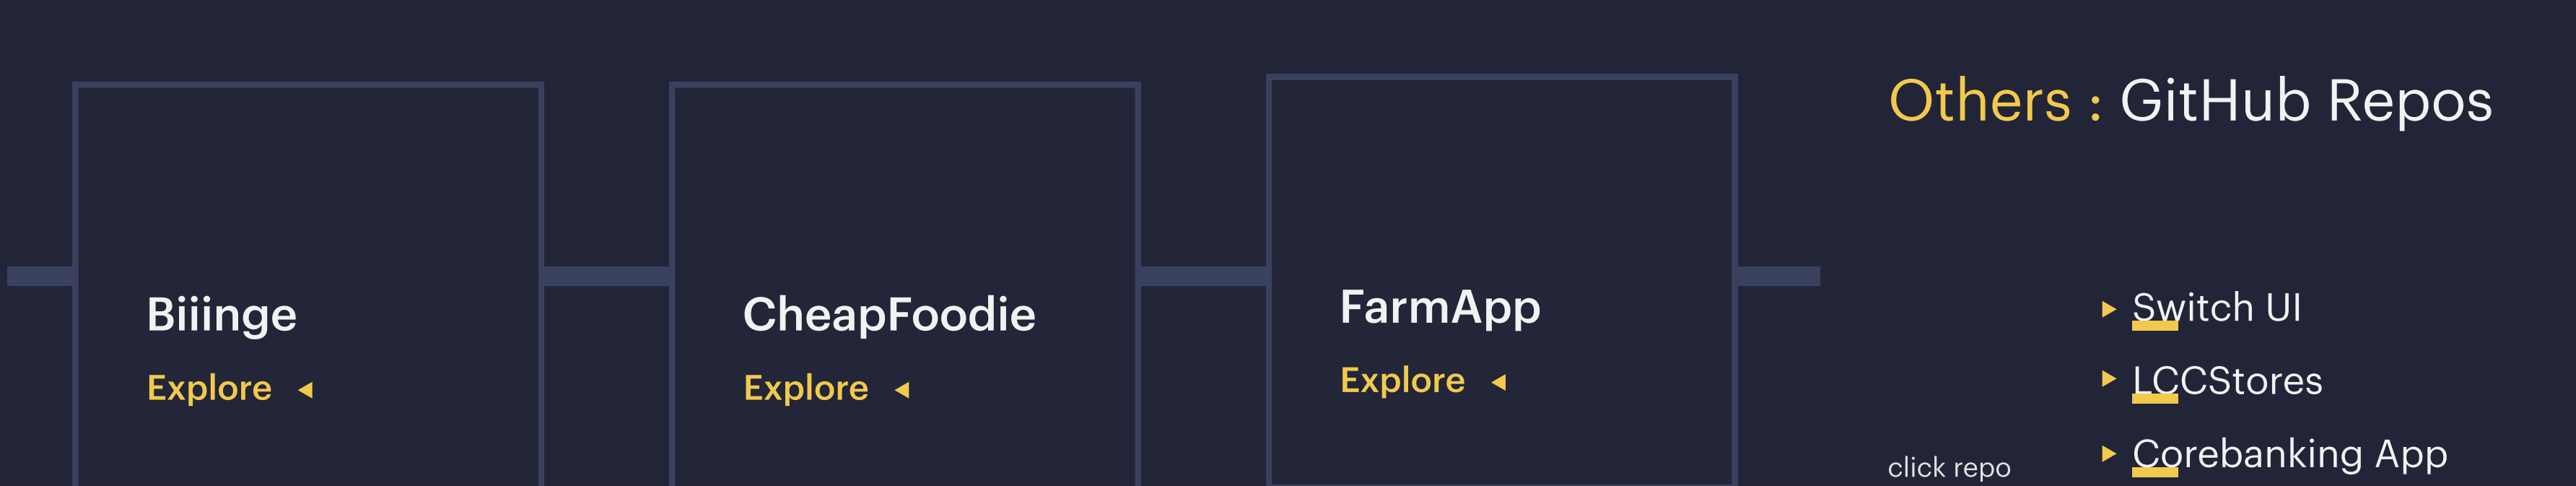 Biiinge
Explore
CheapFoodie
Explore
FarmApp
Explore
Others : GitHub Repos
Switch UI
LCCStores
Corebanking App
click repo